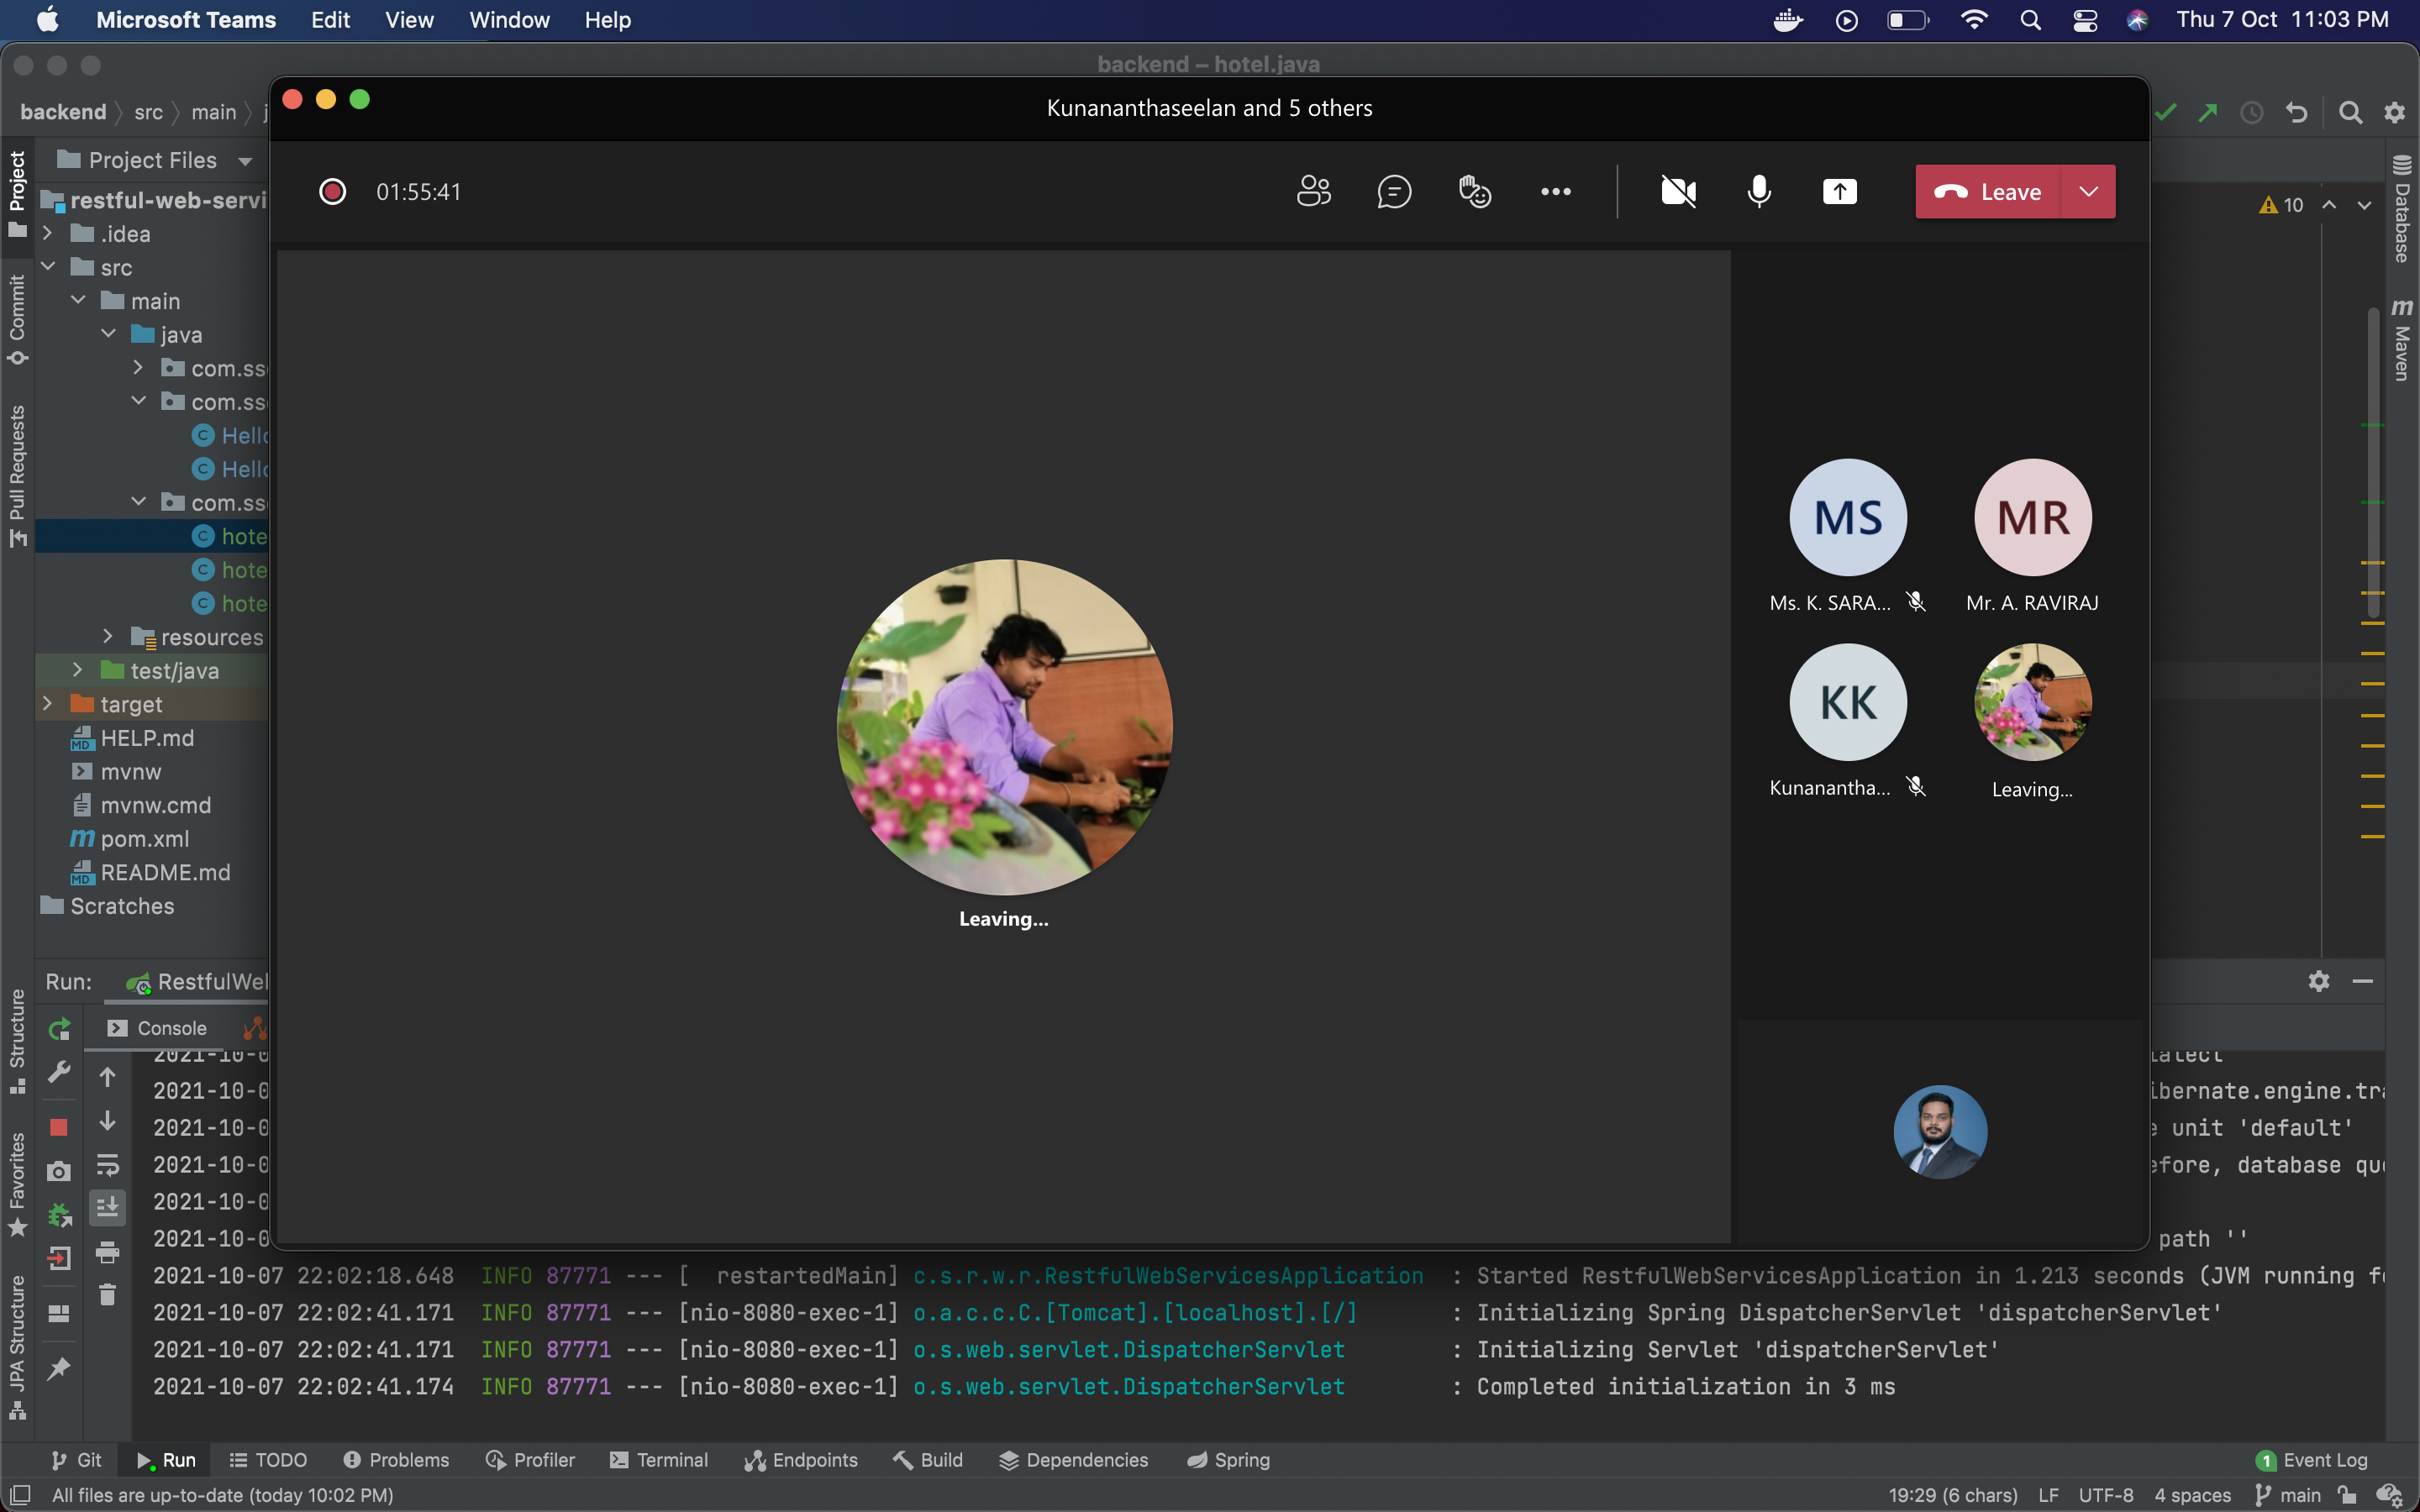 Microsoft Teams Edit View Window Help Thu 7 Oct 11:03 PM
backend – hotel.java
backend src main
Kunananthaseelan and 5 others
Project
Project Files
01:55:41
Leave
restful-web-servi
10
Database
.idea
src
Commit
main
Maven
java
com.ss
com.ss
Pull Requests
Hello
Hello
com.ss
hote
hote
hote
MS
MR
Ms. K. SARA...
Mr. A. RAVIRAJ
resources
test/java
target
KK
Kunanantha...
Leaving...
HELP.md
mvnw
mvnw.cmd
pom.xml
README.md
Scratches
Leaving...
Run: RestfulWe
Structure
Console
2021-10-0
2021-10-0 ibernate.engine.tra
2021-10-0 unit 'default'
2021-10-0 efore, database que
2021-10-0
2021-10-0 path ''
Favorites
2021-10-07 22:02:18.648 INFO 87771 --- [ restartedMain] c.s.r.w.r.RestfulWebServicesApplication : Started RestfulWebServicesApplication in 1.213 seconds (JVM running f
2021-10-07 22:02:41.171 INFO 87771 --- [nio-8080-exec-1] o.a.c.c.C.[Tomcat].[localhost].[/] : Initializing Spring DispatcherServlet 'dispatcherServlet'
2021-10-07 22:02:41.171 INFO 87771 --- [nio-8080-exec-1] o.s.web.servlet.DispatcherServlet : Initializing Servlet 'dispatcherServlet'
2021-10-07 22:02:41.174 INFO 87771 --- [nio-8080-exec-1] o.s.web.servlet.DispatcherServlet : Completed initialization in 3 ms
JPA Structure
Git Run TODO Problems Profiler Terminal Endpoints Build Dependencies Spring 1 Event Log
All files are up-to-date (today 10:02 PM) 19:29 (6 chars) LF UTF-8 4 spaces main